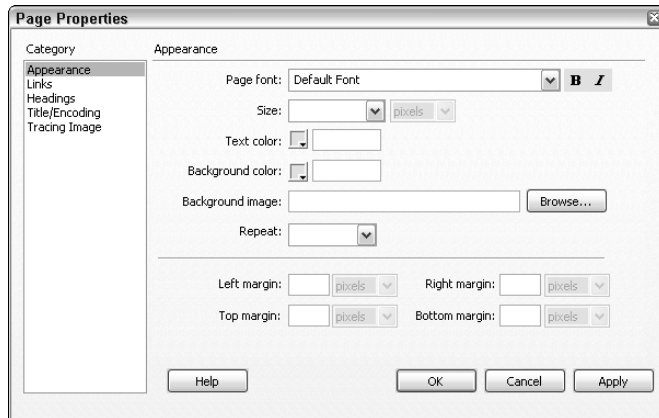 Page Properties
Category
Appearance
Links
Headings
Title/Encoding
Tracing Image
Appearance
Page font: Default Font B I
Size: pixels
Text color:
Background color:
Background image: Browse...
Repeat:
Left margin: pixels Right margin: pixels
Top margin: pixels Bottom margin: pixels
Help OK Cancel Apply